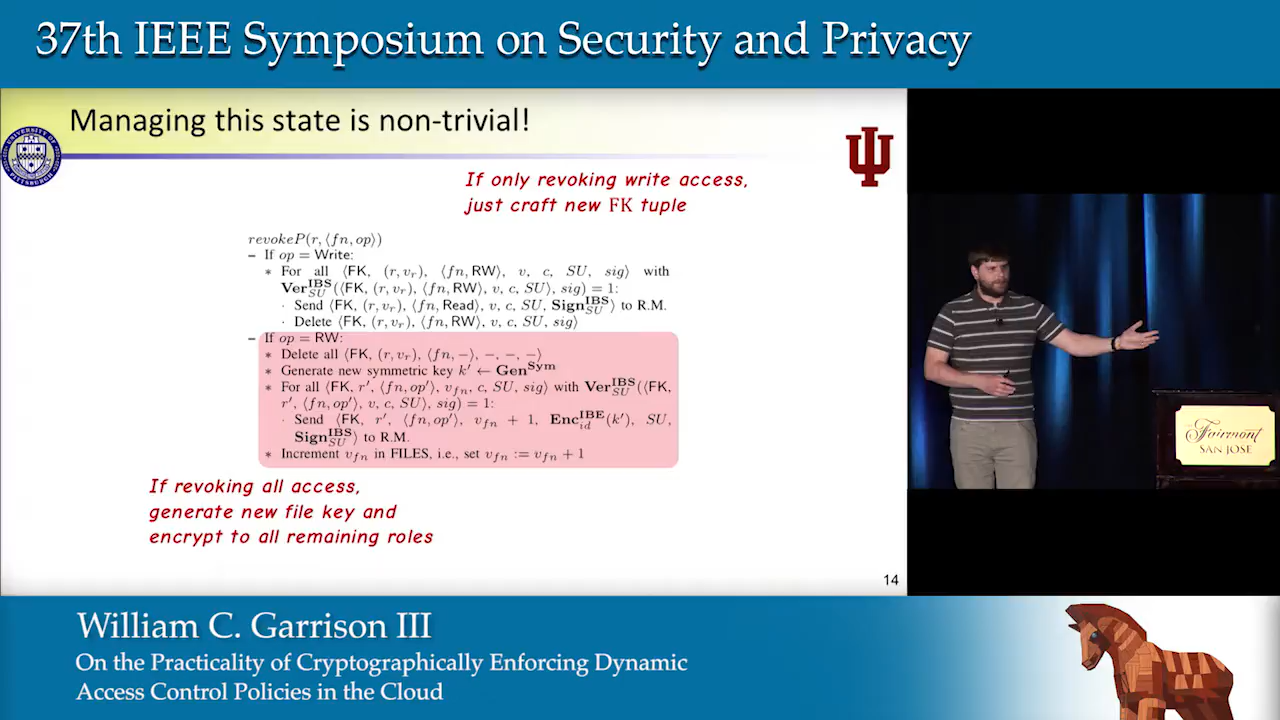 37th IEEE Symposium on Security and Privacy
Managing this state is non-trivial!
If only revoking write access,
just craft new FK tuple
revokeP(r, ⟨fn, op⟩)
– If op = Write:
* For all ⟨FK, (r, v_r), ⟨fn, RW⟩, v, c, SU, sig⟩ with
Ver^IBS_SU(⟨FK, (r, v_r), ⟨fn, RW⟩, v, c, SU⟩, sig) = 1:
· Send ⟨FK, (r, v_r), ⟨fn, Read⟩, v, c, SU, Sign^IBS_SU⟩ to R.M.
· Delete ⟨FK, (r, v_r), ⟨fn, RW⟩, v, c, SU, sig⟩
– If op = RW:
* Delete all ⟨FK, (r, v_r), ⟨fn, −⟩, −, −, −⟩
* Generate new symmetric key k′ ← Gen^Sym
* For all ⟨FK, r′, ⟨fn, op′⟩, v_fn, c, SU, sig⟩ with Ver^IBS_SU(⟨FK,
r′, ⟨fn, op′⟩, v, c, SU⟩, sig) = 1:
· Send ⟨FK, r′, ⟨fn, op′⟩, v_fn + 1, Enc^IBE_id(k′), SU,
Sign^IBS_SU⟩ to R.M.
* Increment v_fn in FILES, i.e., set v_fn := v_fn + 1
If revoking all access,
generate new file key and
encrypt to all remaining roles
14
Fairmont
SAN JOSE
William C. Garrison III
On the Practicality of Cryptographically Enforcing Dynamic
Access Control Policies in the Cloud